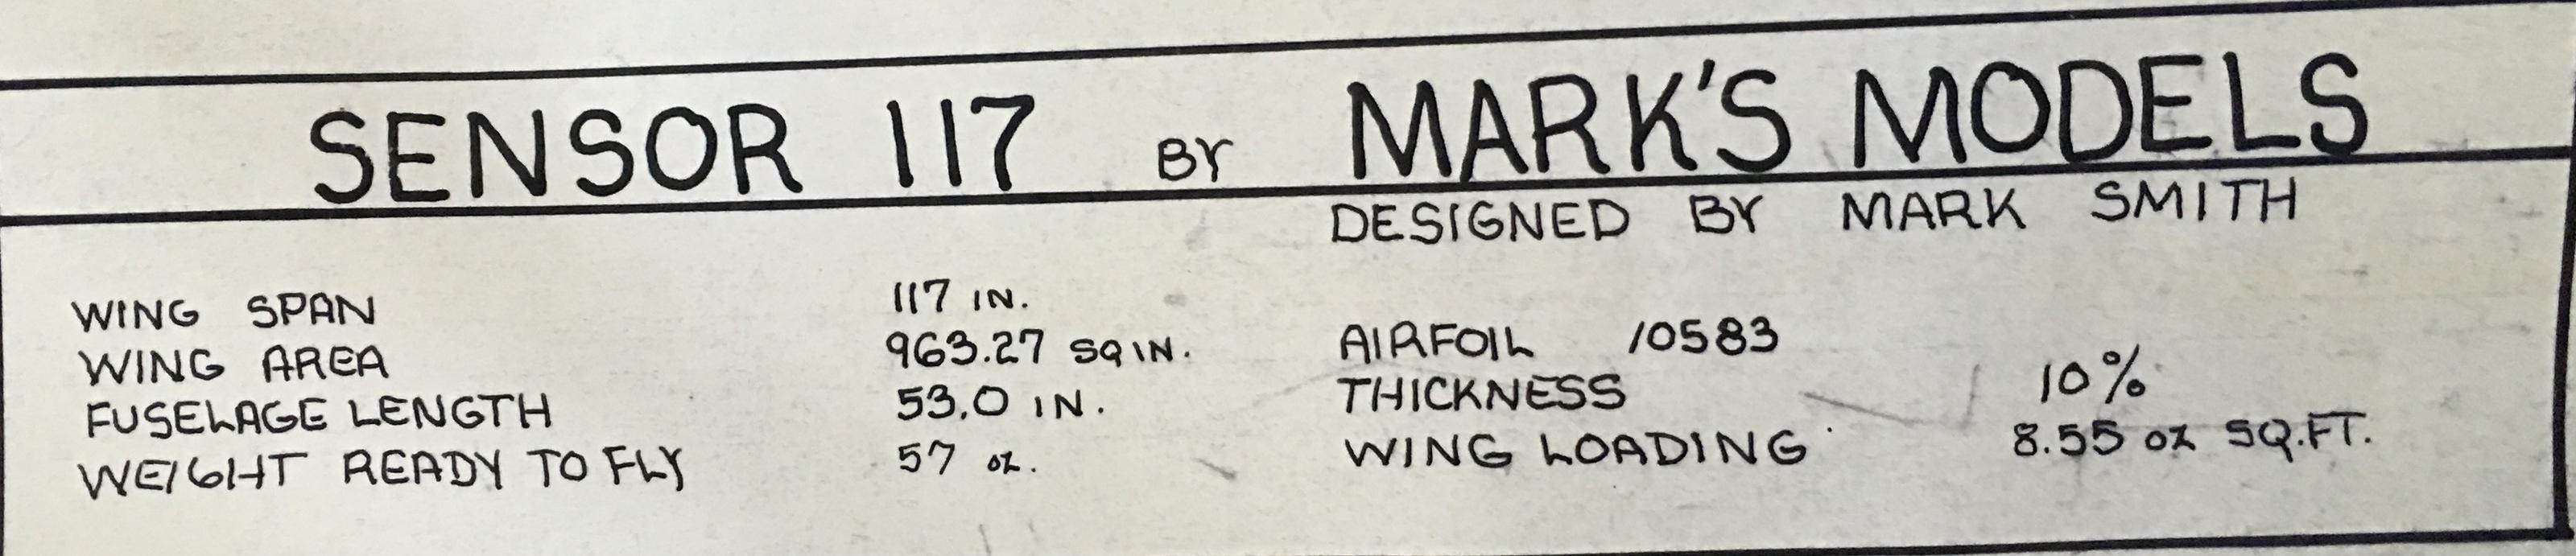 SENSOR 117 BY MARK'S MODELS
DESIGNED BY MARK SMITH
WING SPAN 117 IN.
WING AREA 963.27 SQ IN.
FUSELAGE LENGTH 53.0 IN.
WEIGHT READY TO FLY 57 oz.
AIRFOIL 10583
THICKNESS 10%
WING LOADING 8.55 oz SQ.FT.